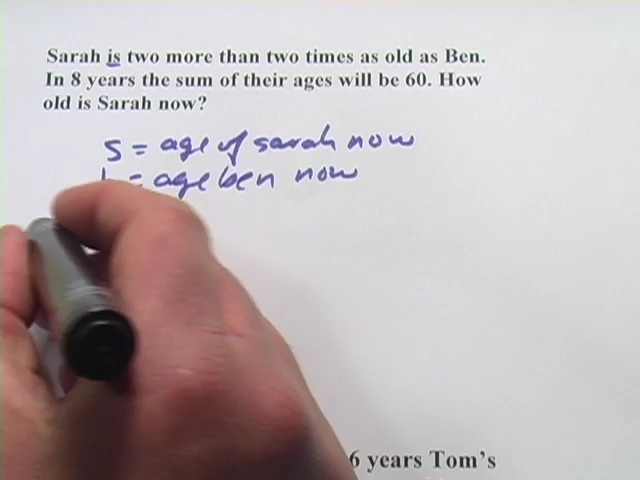 Sarah is two more than two times as old as Ben.
In 8 years the sum of their ages will be 60. How
old is Sarah now?
s = age of sarah now
= age ben now
6 years Tom's